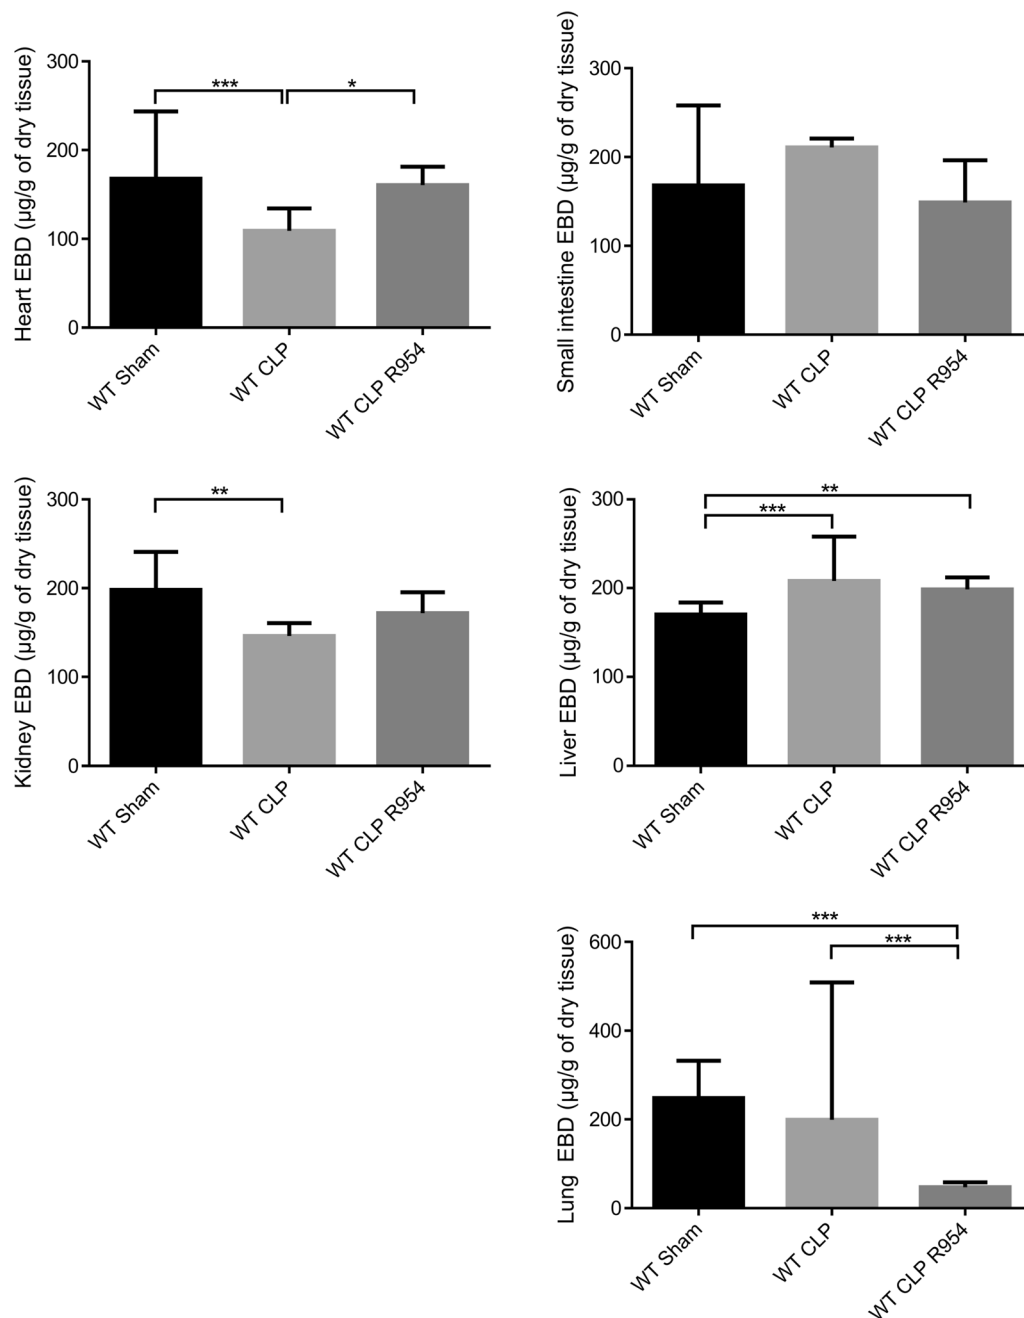 Heart EBD (µg/g of dry tissue)
300
200
100
0
***
*
WT Sham
WT CLP
WT CLP R954
Small intestine EBD (µg/g of dry tissue)
300
200
100
0
WT Sham
WT CLP
WT CLP R954
Kidney EBD (µg/g of dry tissue)
300
200
100
0
**
WT Sham
WT CLP
WT CLP R954
Liver EBD (µg/g of dry tissue)
300
200
100
0
**
***
WT Sham
WT CLP
WT CLP R954
Lung EBD (µg/g of dry tissue)
600
400
200
0
***
***
WT Sham
WT CLP
WT CLP R954